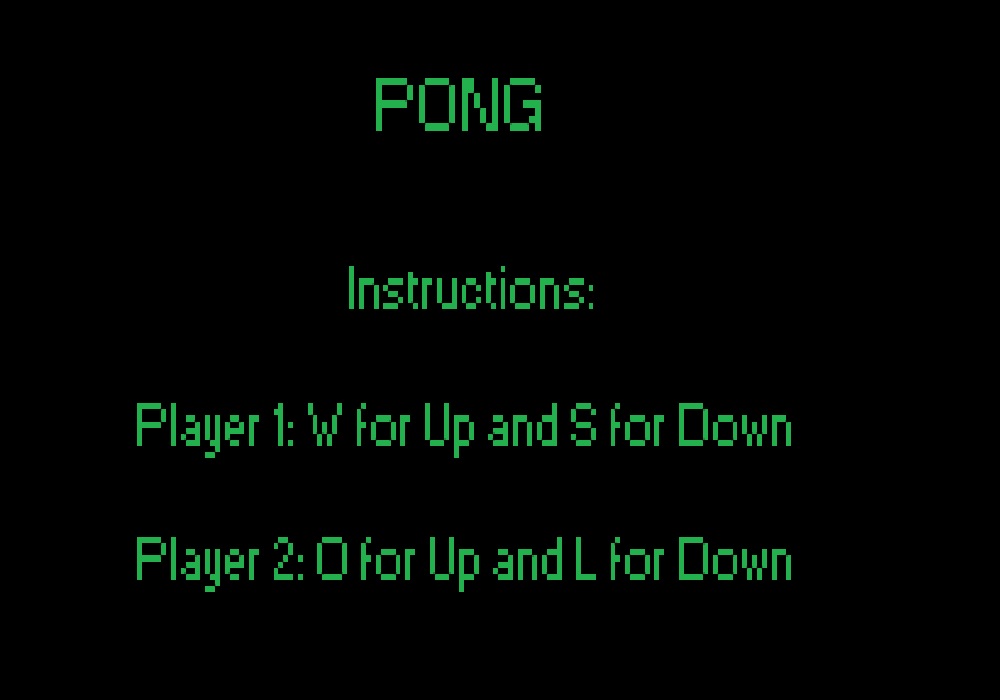 PONG
Instructions:
Player 1: W for Up and S for Down
Player 2: O for Up and L for Down